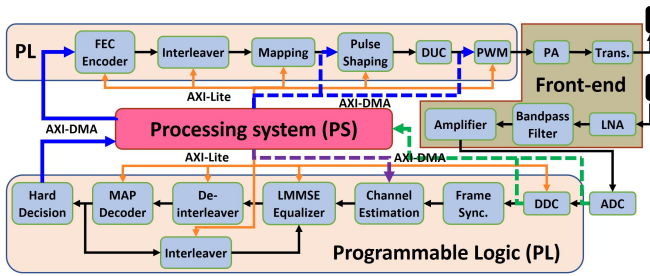 PL
FEC
Encoder
Interleaver
Mapping
Pulse
Shaping
DUC
PWM
PA
Trans.
Front-end
AXI-Lite
AXI-DMA
Processing system (PS)
Amplifier
Bandpass
Filter
LNA
AXI-DMA
AXI-Lite
AXI-DMA
Hard
Decision
MAP
Decoder
De-
interleaver
LMMSE
Equalizer
Channel
Estimation
Frame
Sync.
DDC
ADC
Interleaver
Programmable Logic (PL)